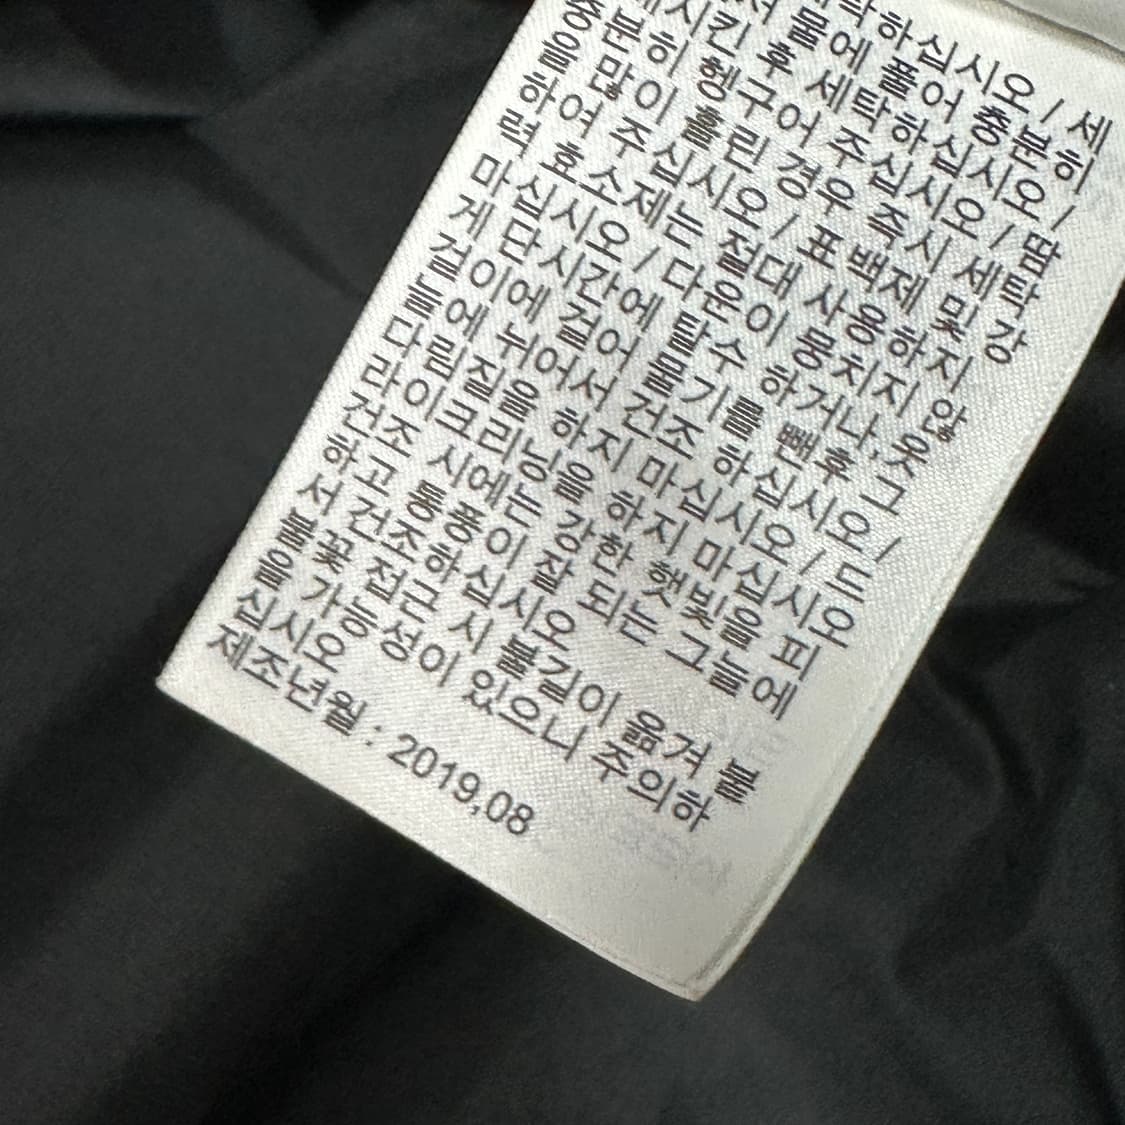 탁하십시오 / 세
서 물에 풀어 충분히
시킨 후 세탁하십시오 /
충분히 헹구어 주십시오 / 땀
을 많이 흘린 경우 즉시 세탁
하여 주십시오 / 표백제 및 강
력 효소제는 절대 사용하지
마십시오 / 다운이 뭉치지 않
게 단시간에 탈수 하거나,옷
걸이에 걸어 물기를 뺀후 그
늘에 뉘어서 건조 하십시오 /
다림질을 하지 마십시오 / 드
라이크리닝을 하지 마십시오
건조 시에는 강한 햇빛을 피
하고 통풍이 잘 되는 그늘에
서 건조하십시오
불꽃 접근 시 불길이 옮겨 붙
을 가능성이 있으니 주의하
십시오
제조년월 : 2019,08